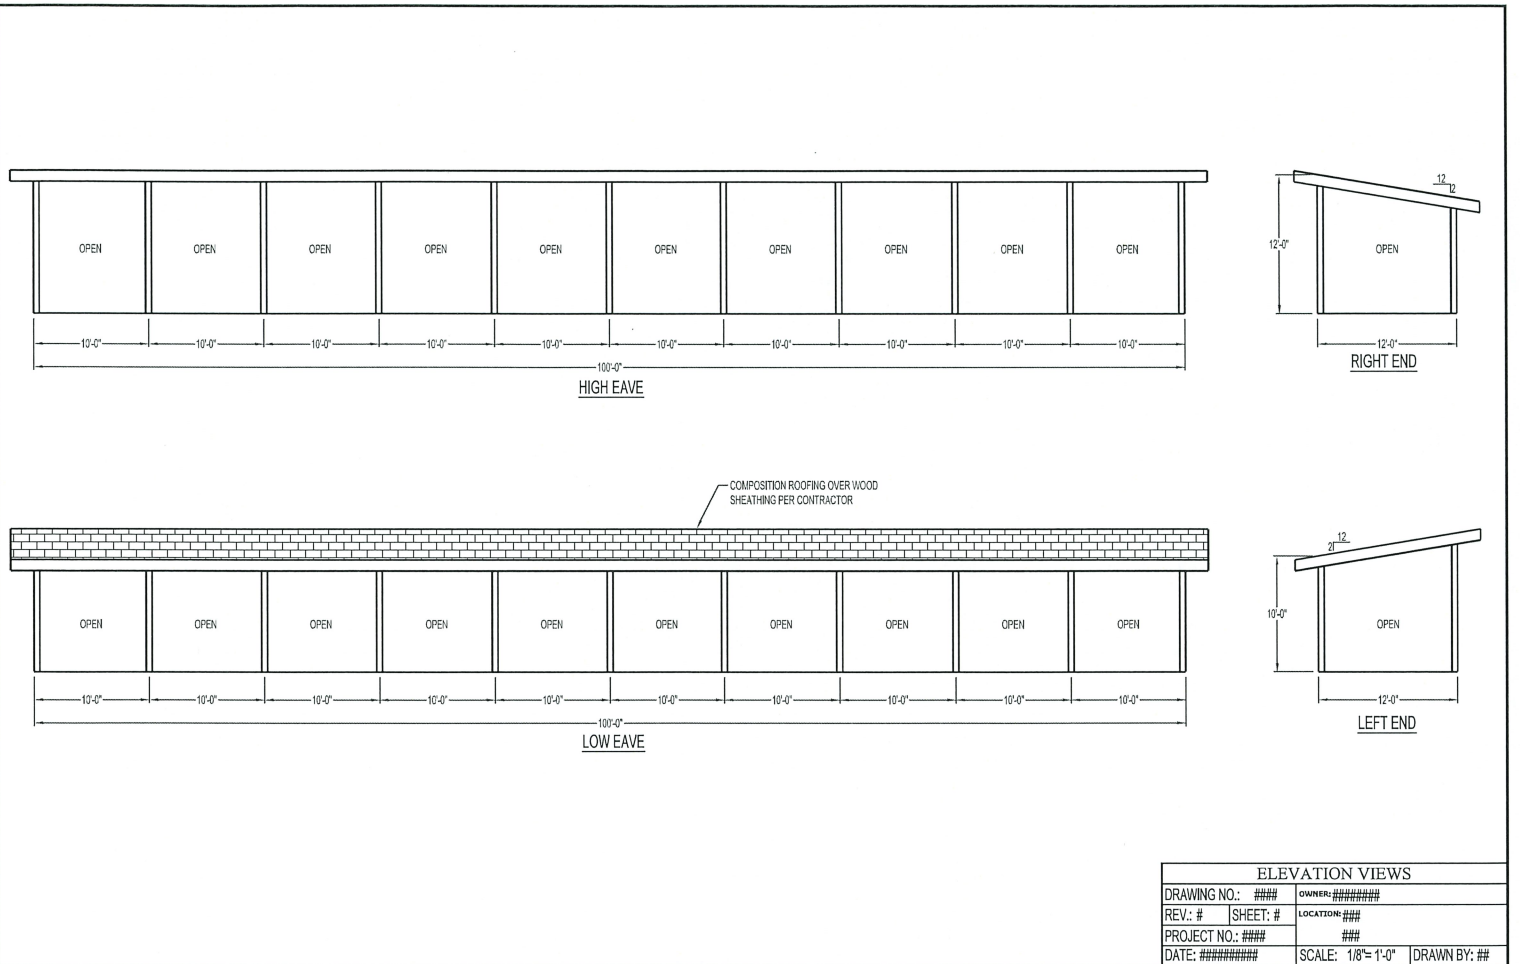 OPEN OPEN OPEN OPEN OPEN OPEN OPEN OPEN OPEN OPEN
10'-0" 10'-0" 10'-0" 10'-0" 10'-0" 10'-0" 10'-0" 10'-0" 10'-0" 10'-0"
100'-0"
HIGH EAVE
12
2
12'-0"
OPEN
12'-0"
RIGHT END
COMPOSITION ROOFING OVER WOOD
SHEATHING PER CONTRACTOR
OPEN OPEN OPEN OPEN OPEN OPEN OPEN OPEN OPEN OPEN
10'-0" 10'-0" 10'-0" 10'-0" 10'-0" 10'-0" 10'-0" 10'-0" 10'-0" 10'-0"
100'-0"
LOW EAVE
12
2
10'-0"
OPEN
12'-0"
LEFT END
ELEVATION VIEWS
DRAWING NO.: #### OWNER: ########
REV.: # SHEET: # LOCATION: ###
PROJECT NO.: #### ###
DATE: ########## SCALE: 1/8"= 1'-0" DRAWN BY: ##